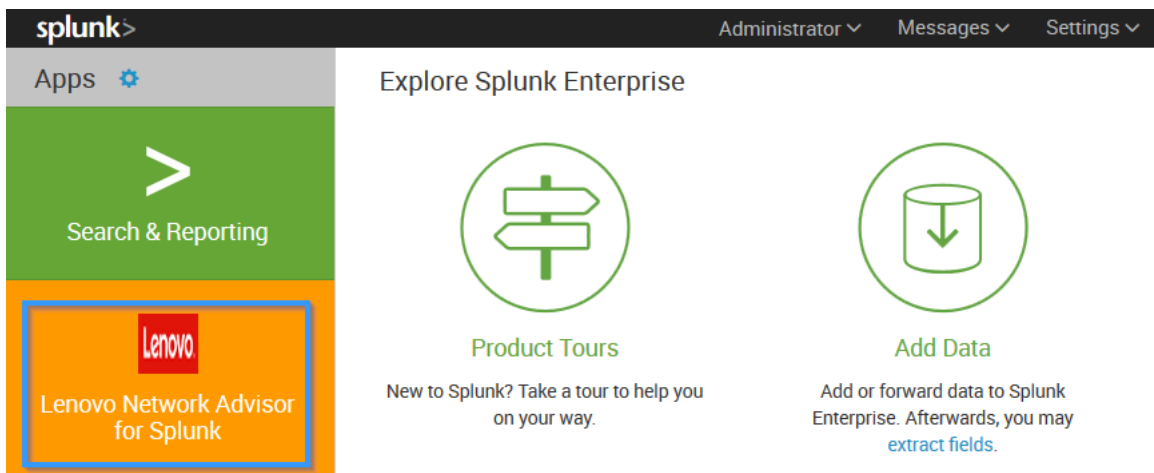 splunk>
Administrator
Messages
Settings
Apps
Explore Splunk Enterprise
>
Search & Reporting
Lenovo
Lenovo Network Advisor
for Splunk
Product Tours
New to Splunk? Take a tour to help you
on your way.
Add Data
Add or forward data to Splunk
Enterprise. Afterwards, you may
extract fields.